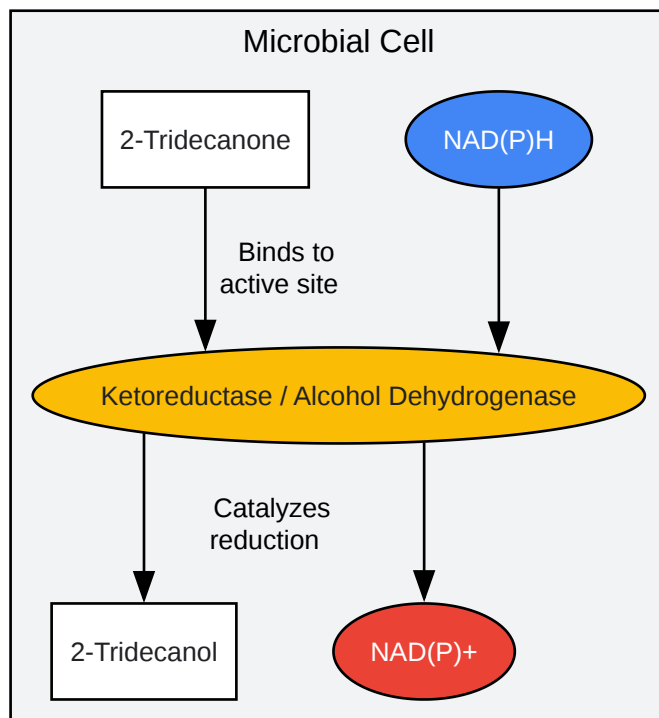 Microbial Cell
2-Tridecanone
NAD(P)H
Binds to
active site
Ketoreductase / Alcohol Dehydrogenase
Catalyzes
reduction
2-Tridecanol
NAD(P)+